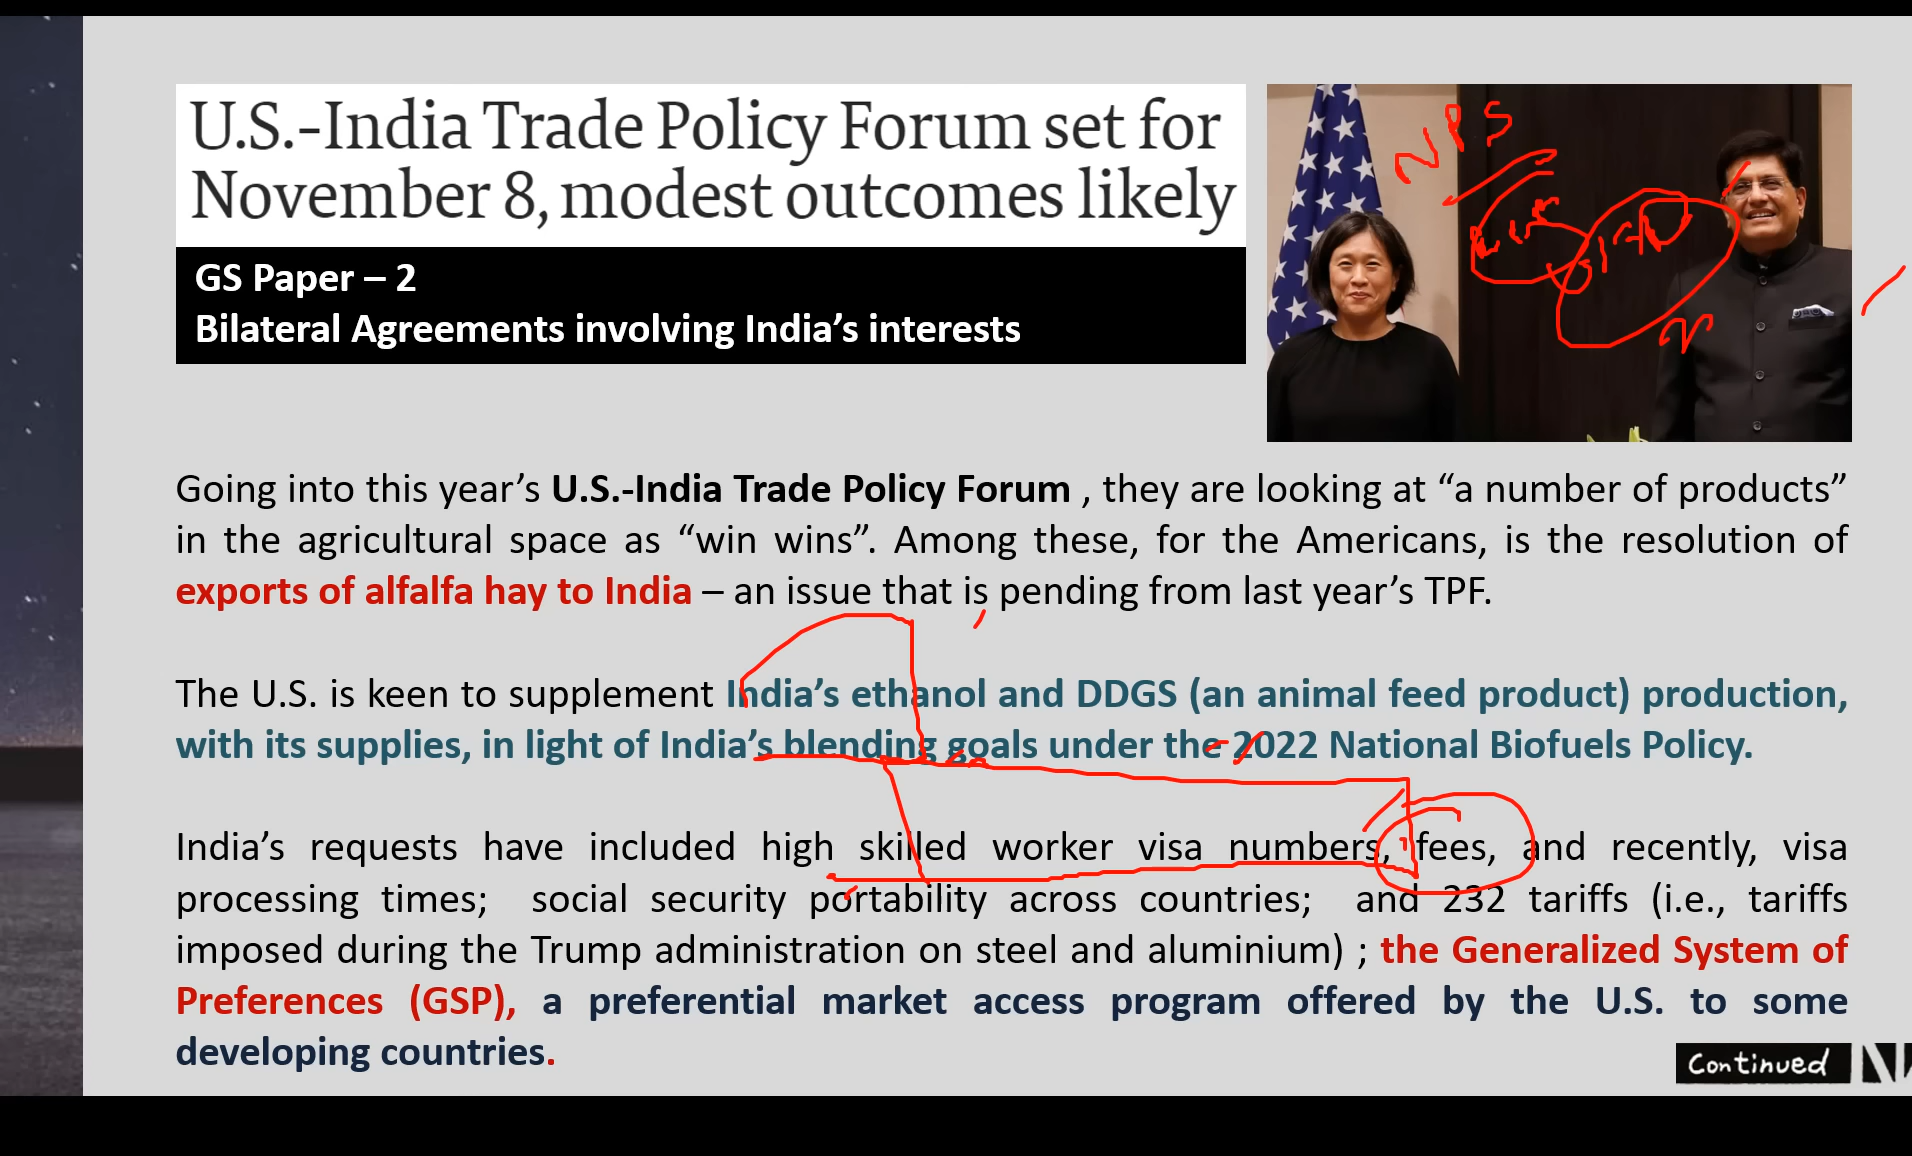 U.S.-India Trade Policy Forum set for
November 8, modest outcomes likely
GS Paper – 2
Bilateral Agreements involving India’s interests
NPS
Going into this year’s U.S.-India Trade Policy Forum , they are looking at “a number of products”
in the agricultural space as “win wins”. Among these, for the Americans, is the resolution of
exports of alfalfa hay to India – an issue that is pending from last year’s TPF.
The U.S. is keen to supplement India’s ethanol and DDGS (an animal feed product) production,
with its supplies, in light of India’s blending goals under the 2022 National Biofuels Policy.
India’s requests have included high skilled worker visa numbers, fees, and recently, visa
processing times; social security portability across countries; and 232 tariffs (i.e., tariffs
imposed during the Trump administration on steel and aluminium) ; the Generalized System of
Preferences (GSP), a preferential market access program offered by the U.S. to some
developing countries.
Continued